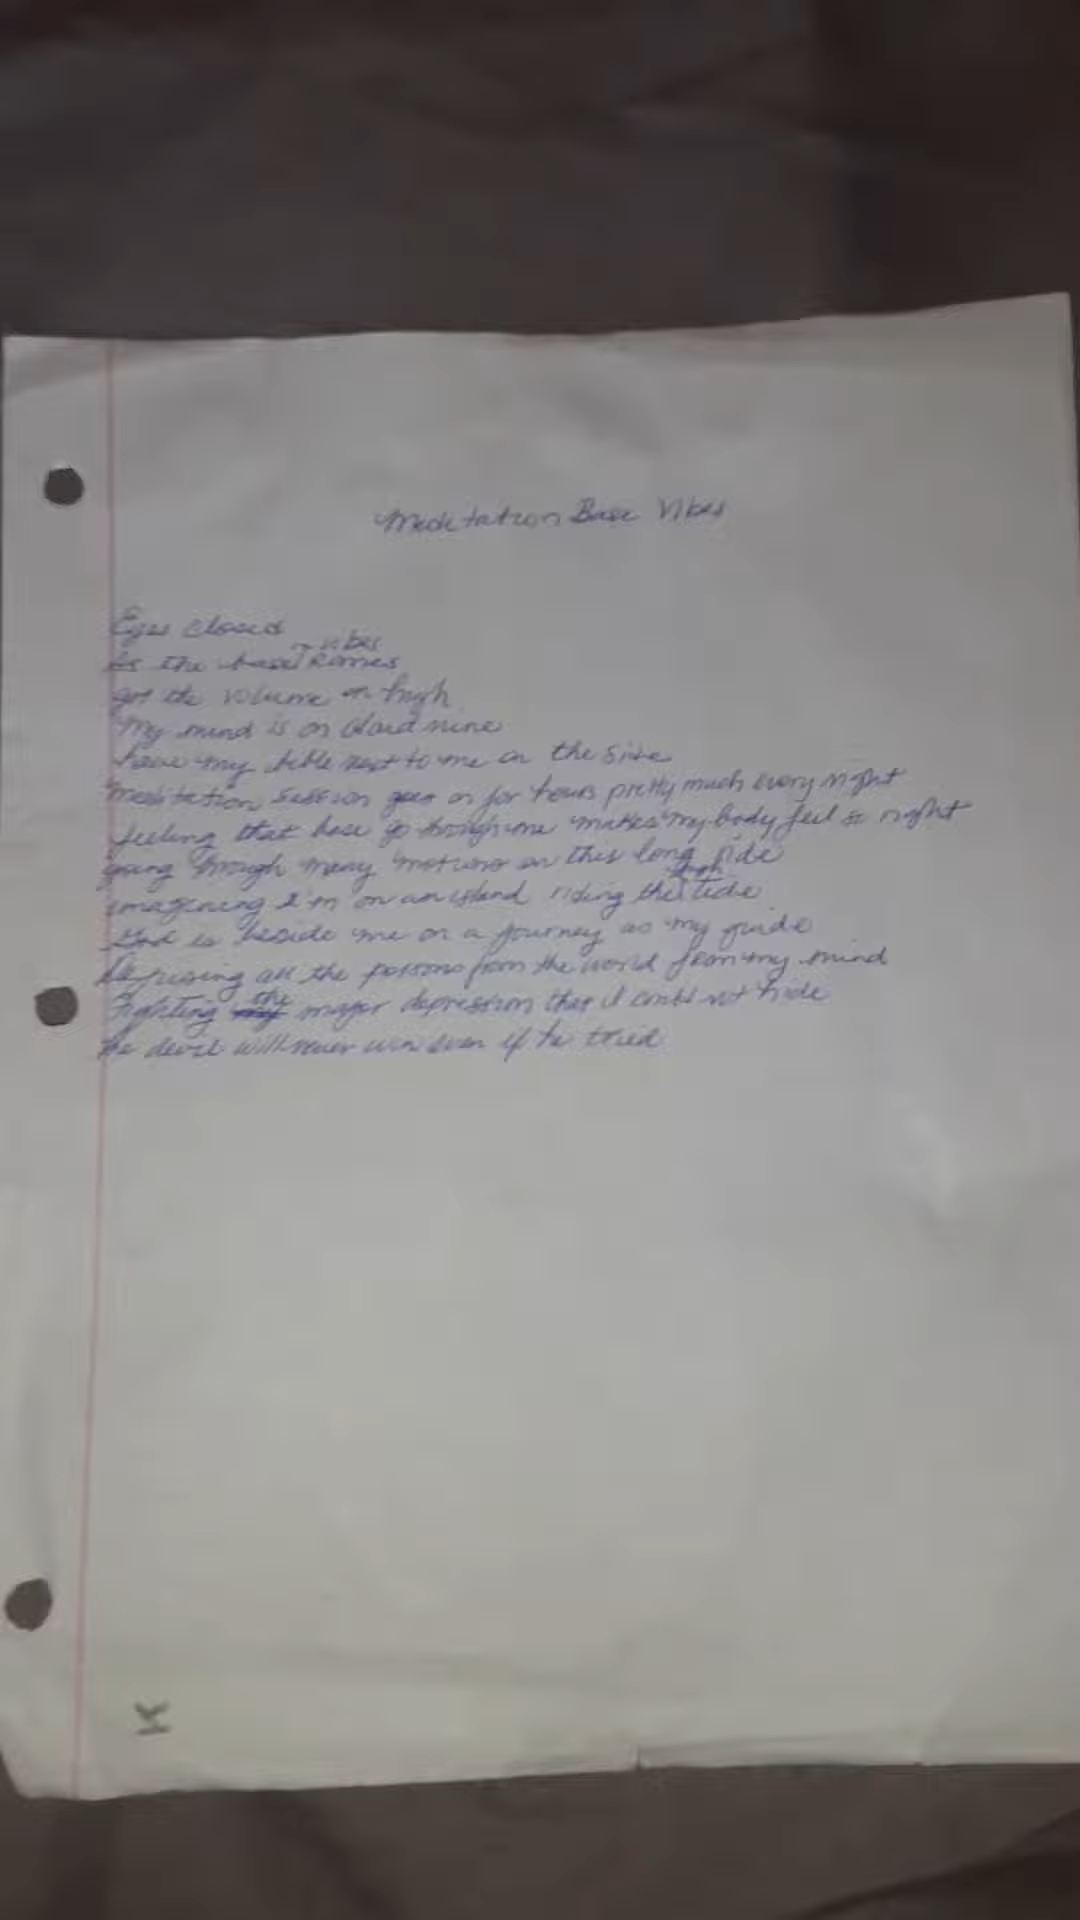 Meditation Base Vibes
Eyes closed
As the base vibes
got the volume on high
My mind is on cloud nine
have my bible next to me on the side
Meditation session goes on for hours pretty much every night
feeling that base go through me makes my body feel so right
going through many motions on this long ride
imagening I'm on an island riding the high tide
God is beside me on a journey as my guide
all the poisons from the world from my mind
Fighting the major depression that I could not hide
the devil will never win even if he tried
K